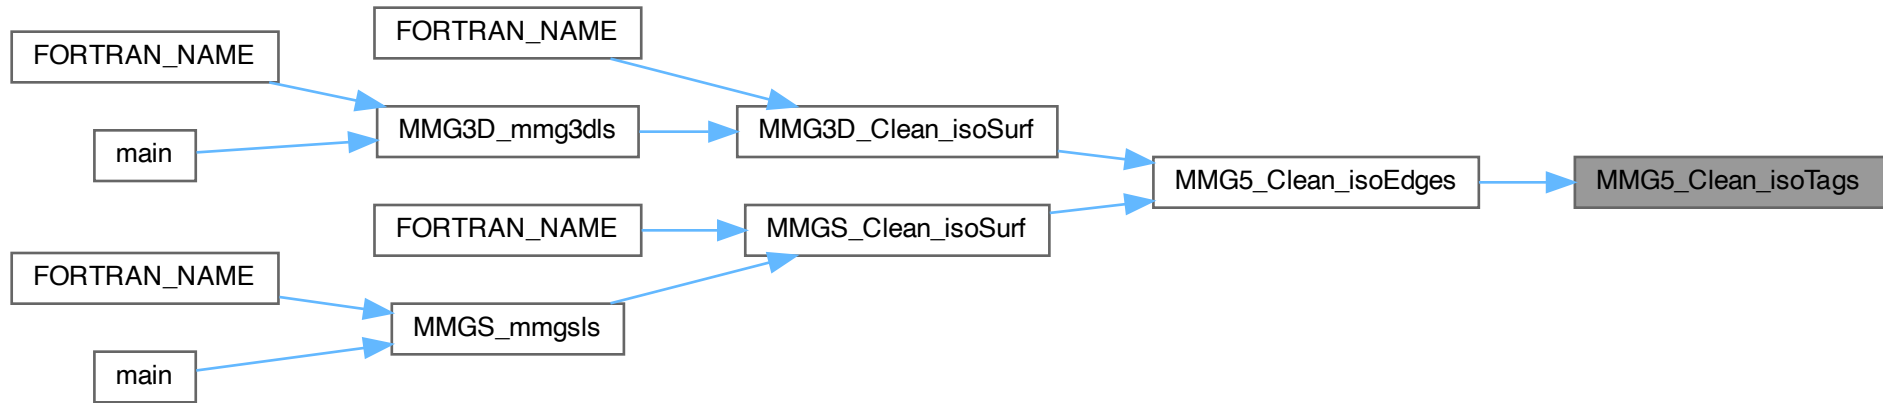 FORTRAN_NAME
FORTRAN_NAME
MMG3D_mmg3dls
MMG3D_Clean_isoSurf
main
MMG5_Clean_isoEdges
MMG5_Clean_isoTags
FORTRAN_NAME
MMGS_Clean_isoSurf
FORTRAN_NAME
MMGS_mmgsls
main